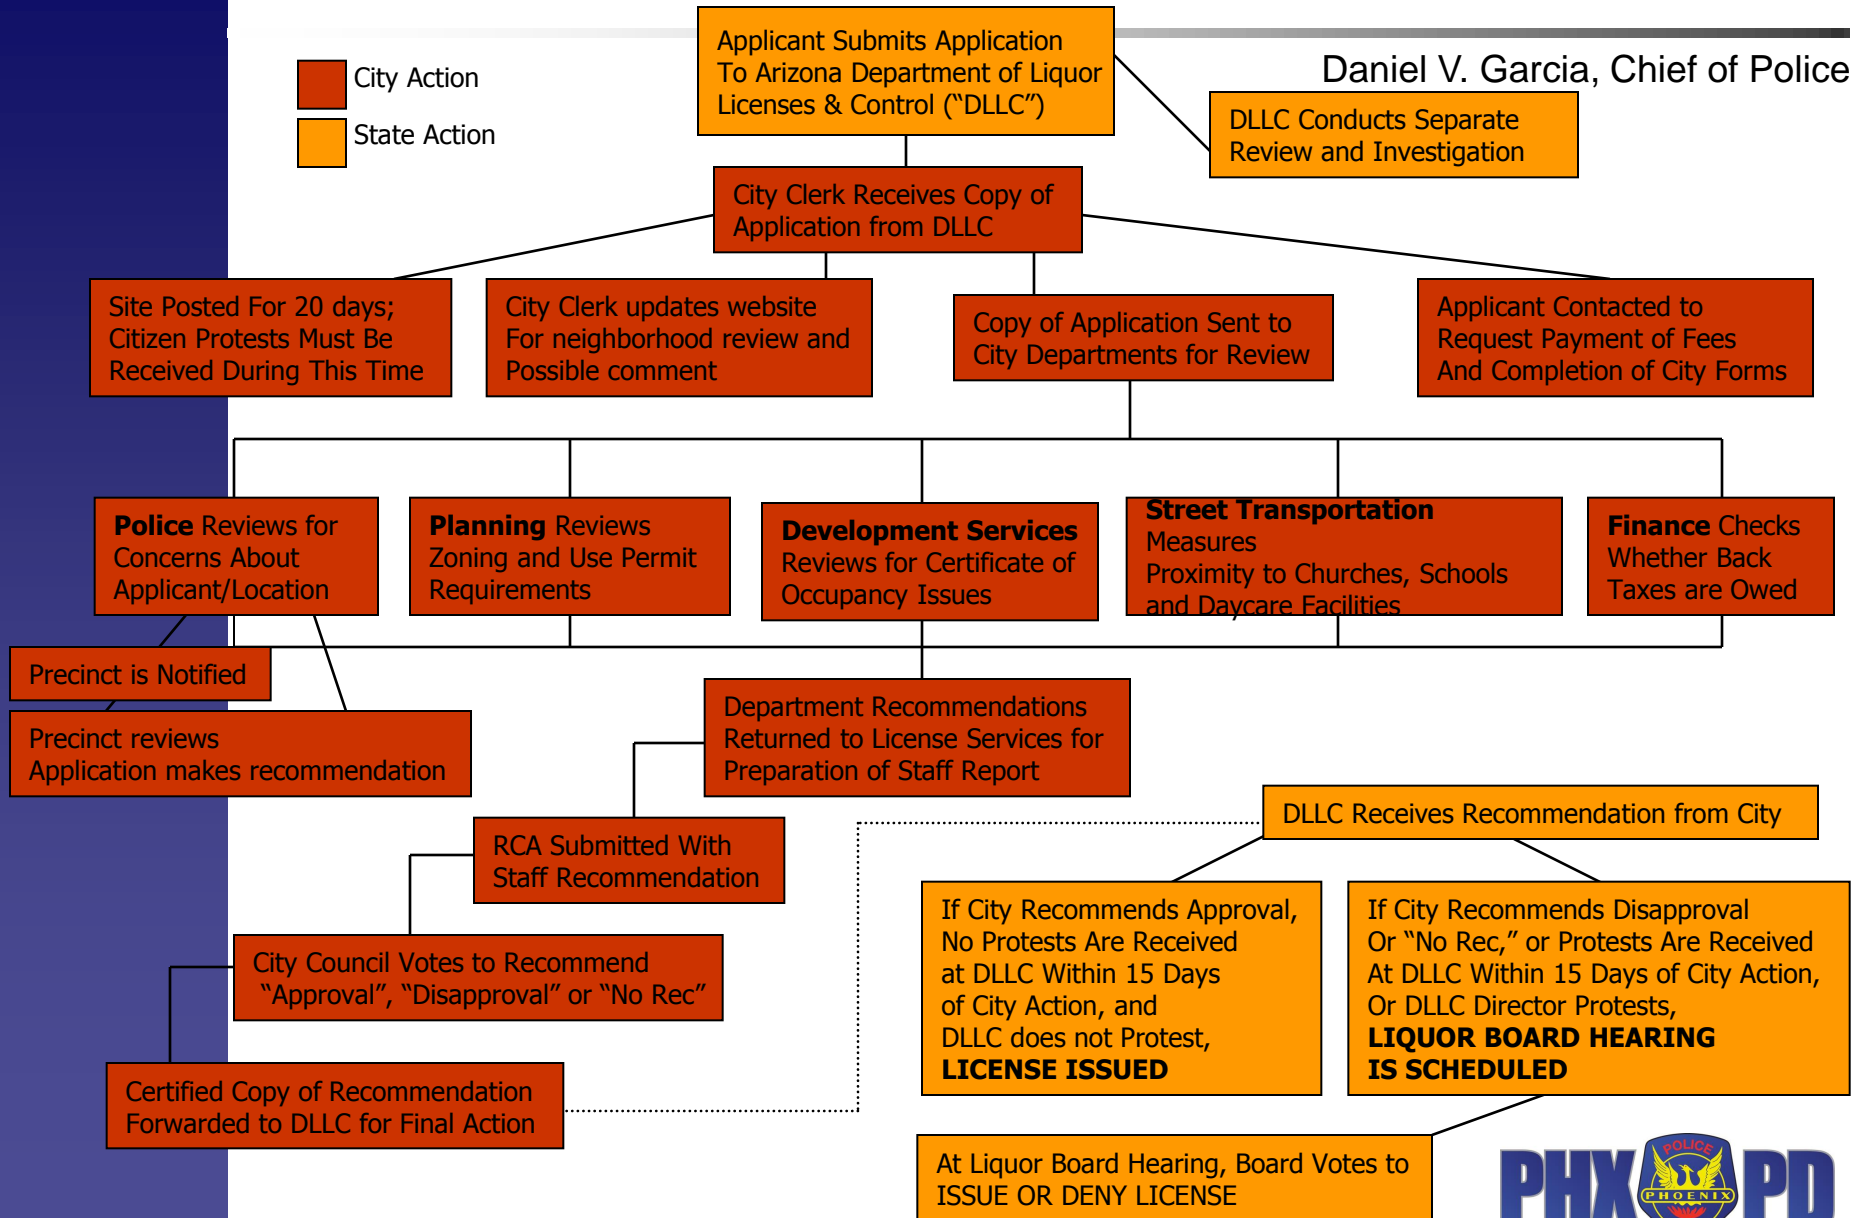 Applicant Submits Application
To Arizona Department of Liquor
Licenses & Control (“DLLC”)
Daniel V. Garcia, Chief of Police
City Action
State Action
DLLC Conducts Separate
Review and Investigation
City Clerk Receives Copy of
Application from DLLC
Site Posted For 20 days;
Citizen Protests Must Be
Received During This Time
City Clerk updates website
For neighborhood review and
Possible comment
Copy of Application Sent to
City Departments for Review
Applicant Contacted to
Request Payment of Fees
And Completion of City Forms
Police Reviews for
Concerns About
Applicant/Location
Planning Reviews
Zoning and Use Permit
Requirements
Development Services
Reviews for Certificate of
Occupancy Issues
Street Transportation
Measures
Proximity to Churches, Schools
and Daycare Facilities
Finance Checks
Whether Back
Taxes are Owed
Precinct is Notified
Precinct reviews
Application makes recommendation
Department Recommendations
Returned to License Services for
Preparation of Staff Report
RCA Submitted With
Staff Recommendation
City Council Votes to Recommend
“Approval”, “Disapproval” or “No Rec”
Certified Copy of Recommendation
Forwarded to DLLC for Final Action
DLLC Receives Recommendation from City
If City Recommends Approval,
No Protests Are Received
at DLLC Within 15 Days
of City Action, and
DLLC does not Protest,
LICENSE ISSUED
If City Recommends Disapproval
Or “No Rec,” or Protests Are Received
At DLLC Within 15 Days of City Action,
Or DLLC Director Protests,
LIQUOR BOARD HEARING
IS SCHEDULED
At Liquor Board Hearing, Board Votes to
ISSUE OR DENY LICENSE
PHX PD
POLICE
PHOENIX